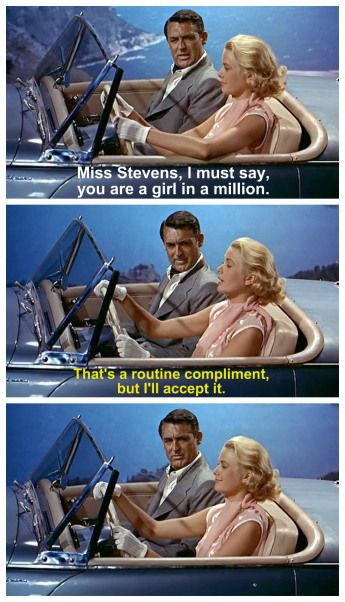 Miss Stevens, I must say,
you are a girl in a million.
That's a routine compliment,
but I'll accept it.